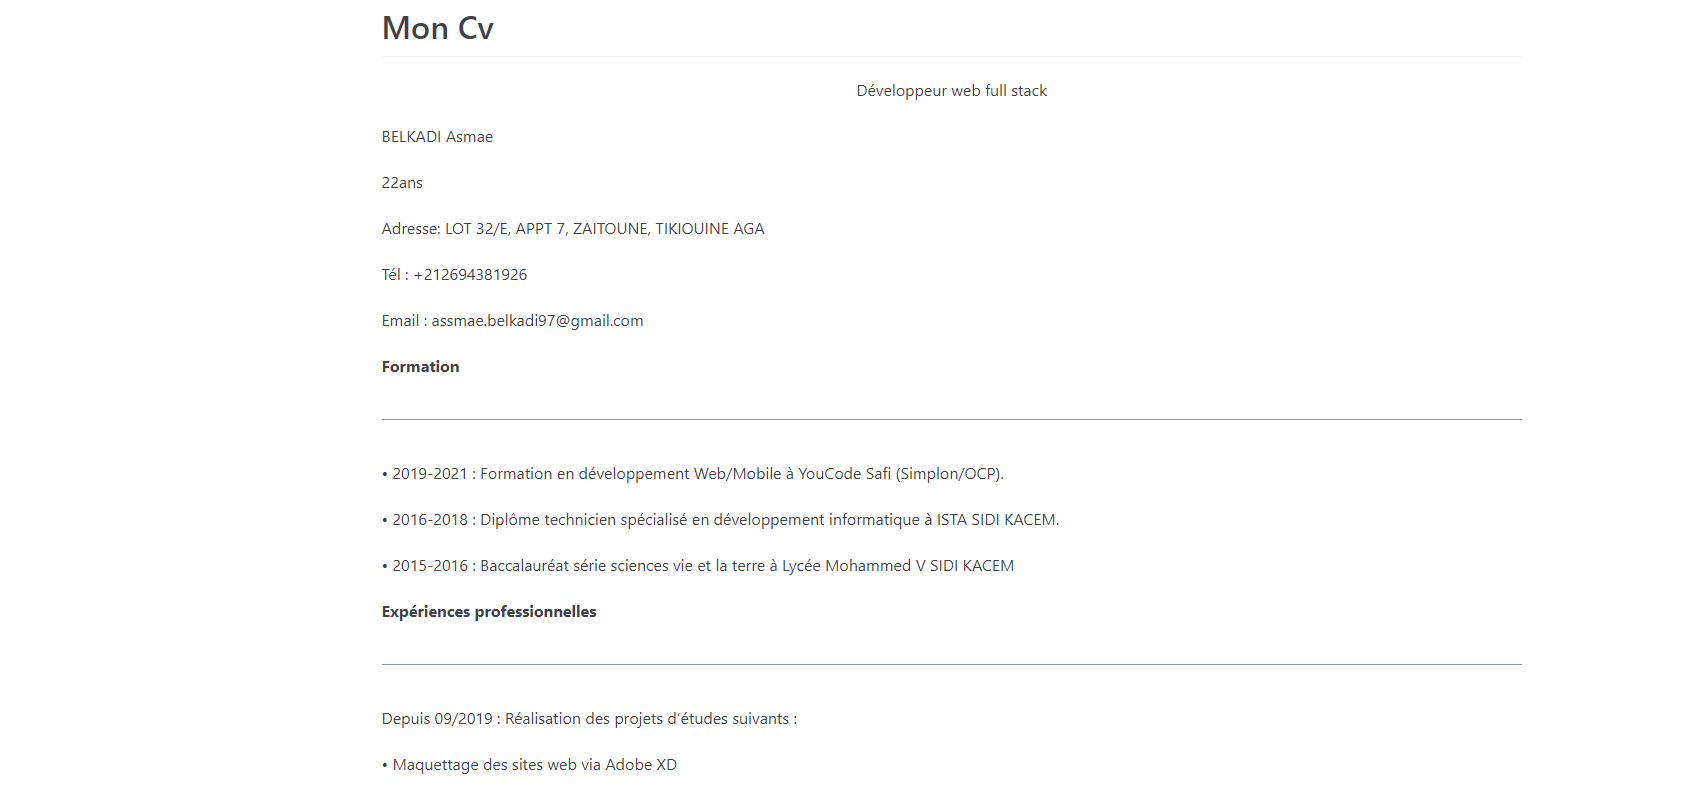 Mon Cv
Développeur web full stack
BELKADI Asmae
22ans
Adresse: LOT 32/E, APPT 7, ZAITOUNE, TIKIOUINE AGA
Tél : +212694381926
Email : assmae.belkadi97@gmail.com
Formation
• 2019-2021 : Formation en développement Web/Mobile à YouCode Safi (Simplon/OCP).
• 2016-2018 : Diplôme technicien spécialisé en développement informatique à ISTA SIDI KACEM.
• 2015-2016 : Baccalauréat série sciences vie et la terre à Lycée Mohammed V SIDI KACEM
Expériences professionnelles
Depuis 09/2019 : Réalisation des projets d’études suivants :
• Maquettage des sites web via Adobe XD